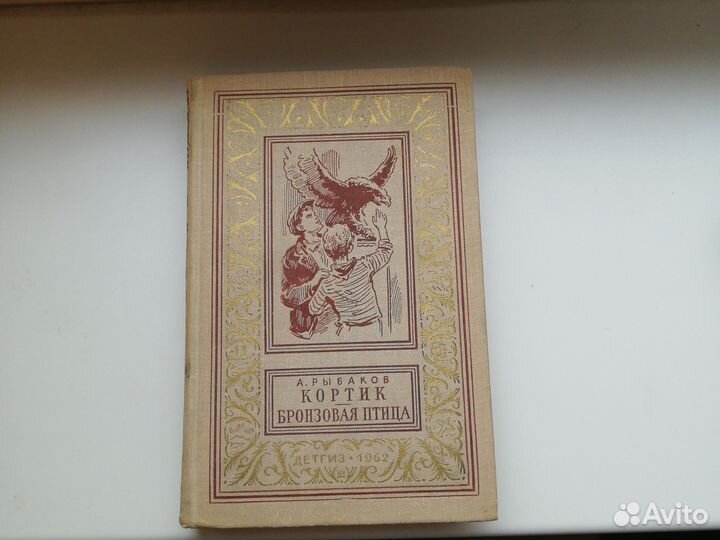 А. РЫБАКОВ
КОРТИК
БРОНЗОВАЯ ПТИЦА
ДЕТГИЗ · 1962
Avito